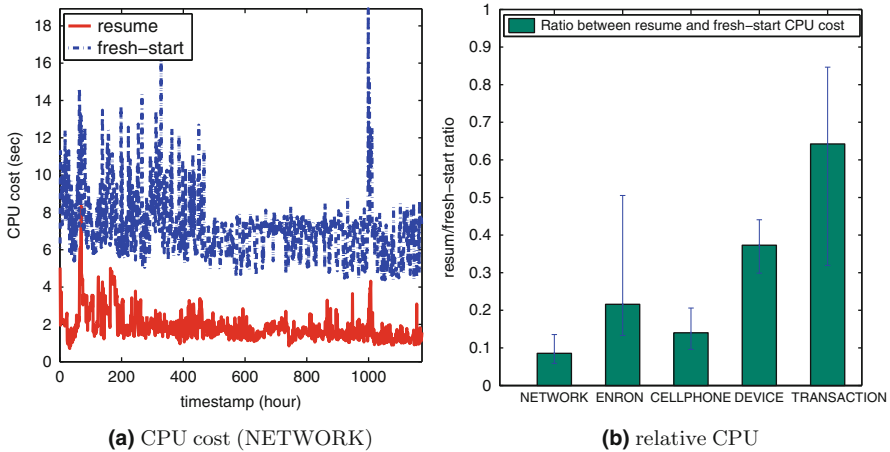 resume
fresh-start
18
16
14
12
10
8
6
4
2
0
CPU cost (sec)
0 200 400 600 800 1000
timestamp (hour)
(a) CPU cost (NETWORK)
Ratio between resume and fresh-start CPU cost
1
0.9
0.8
0.7
0.6
0.5
0.4
0.3
0.2
0.1
0
resum/fresh-start ratio
NETWORK ENRON CELLPHONE DEVICE TRANSACTION
(b) relative CPU